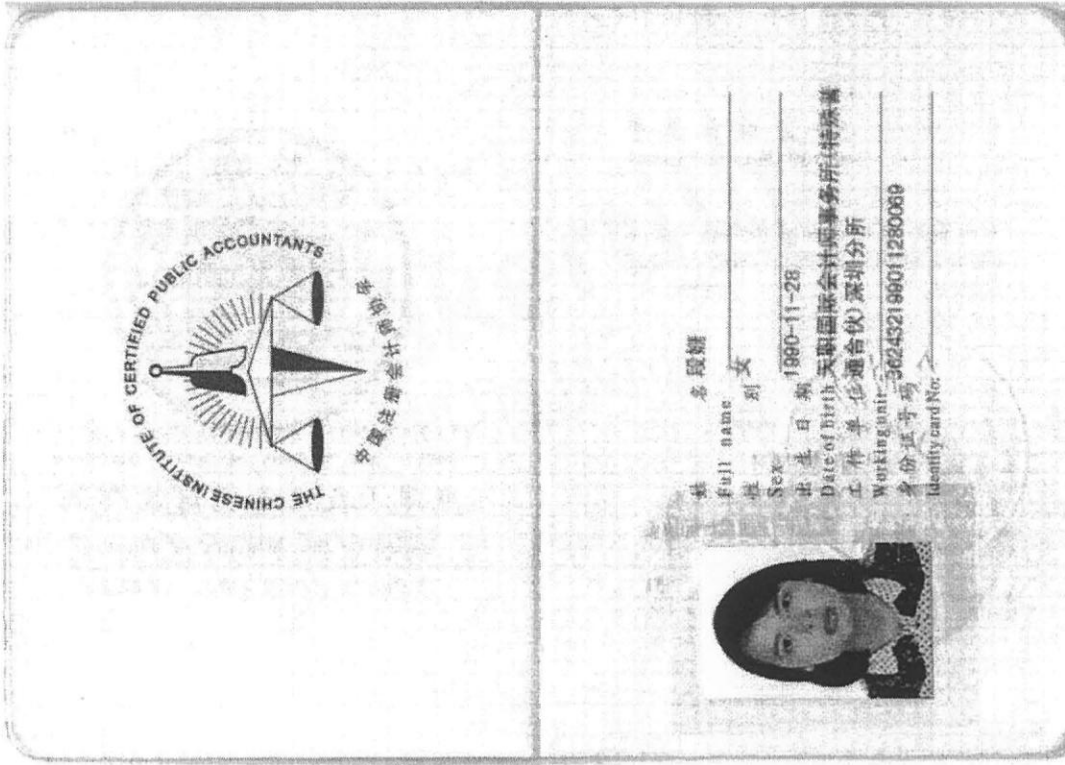 THE CHINESE INSTITUTE OF CERTIFIED PUBLIC ACCOUNTANTS
中国注册会计师协会
姓 名 段
Full name
性 别 女
Sex
出 生 日 期 1990-11-28
Date of birth
天职国际会计师事务所(特殊普
工 作 单 位 通合伙)深圳分所
Working unit
身份证号码 362432199011280069
Identity card No.